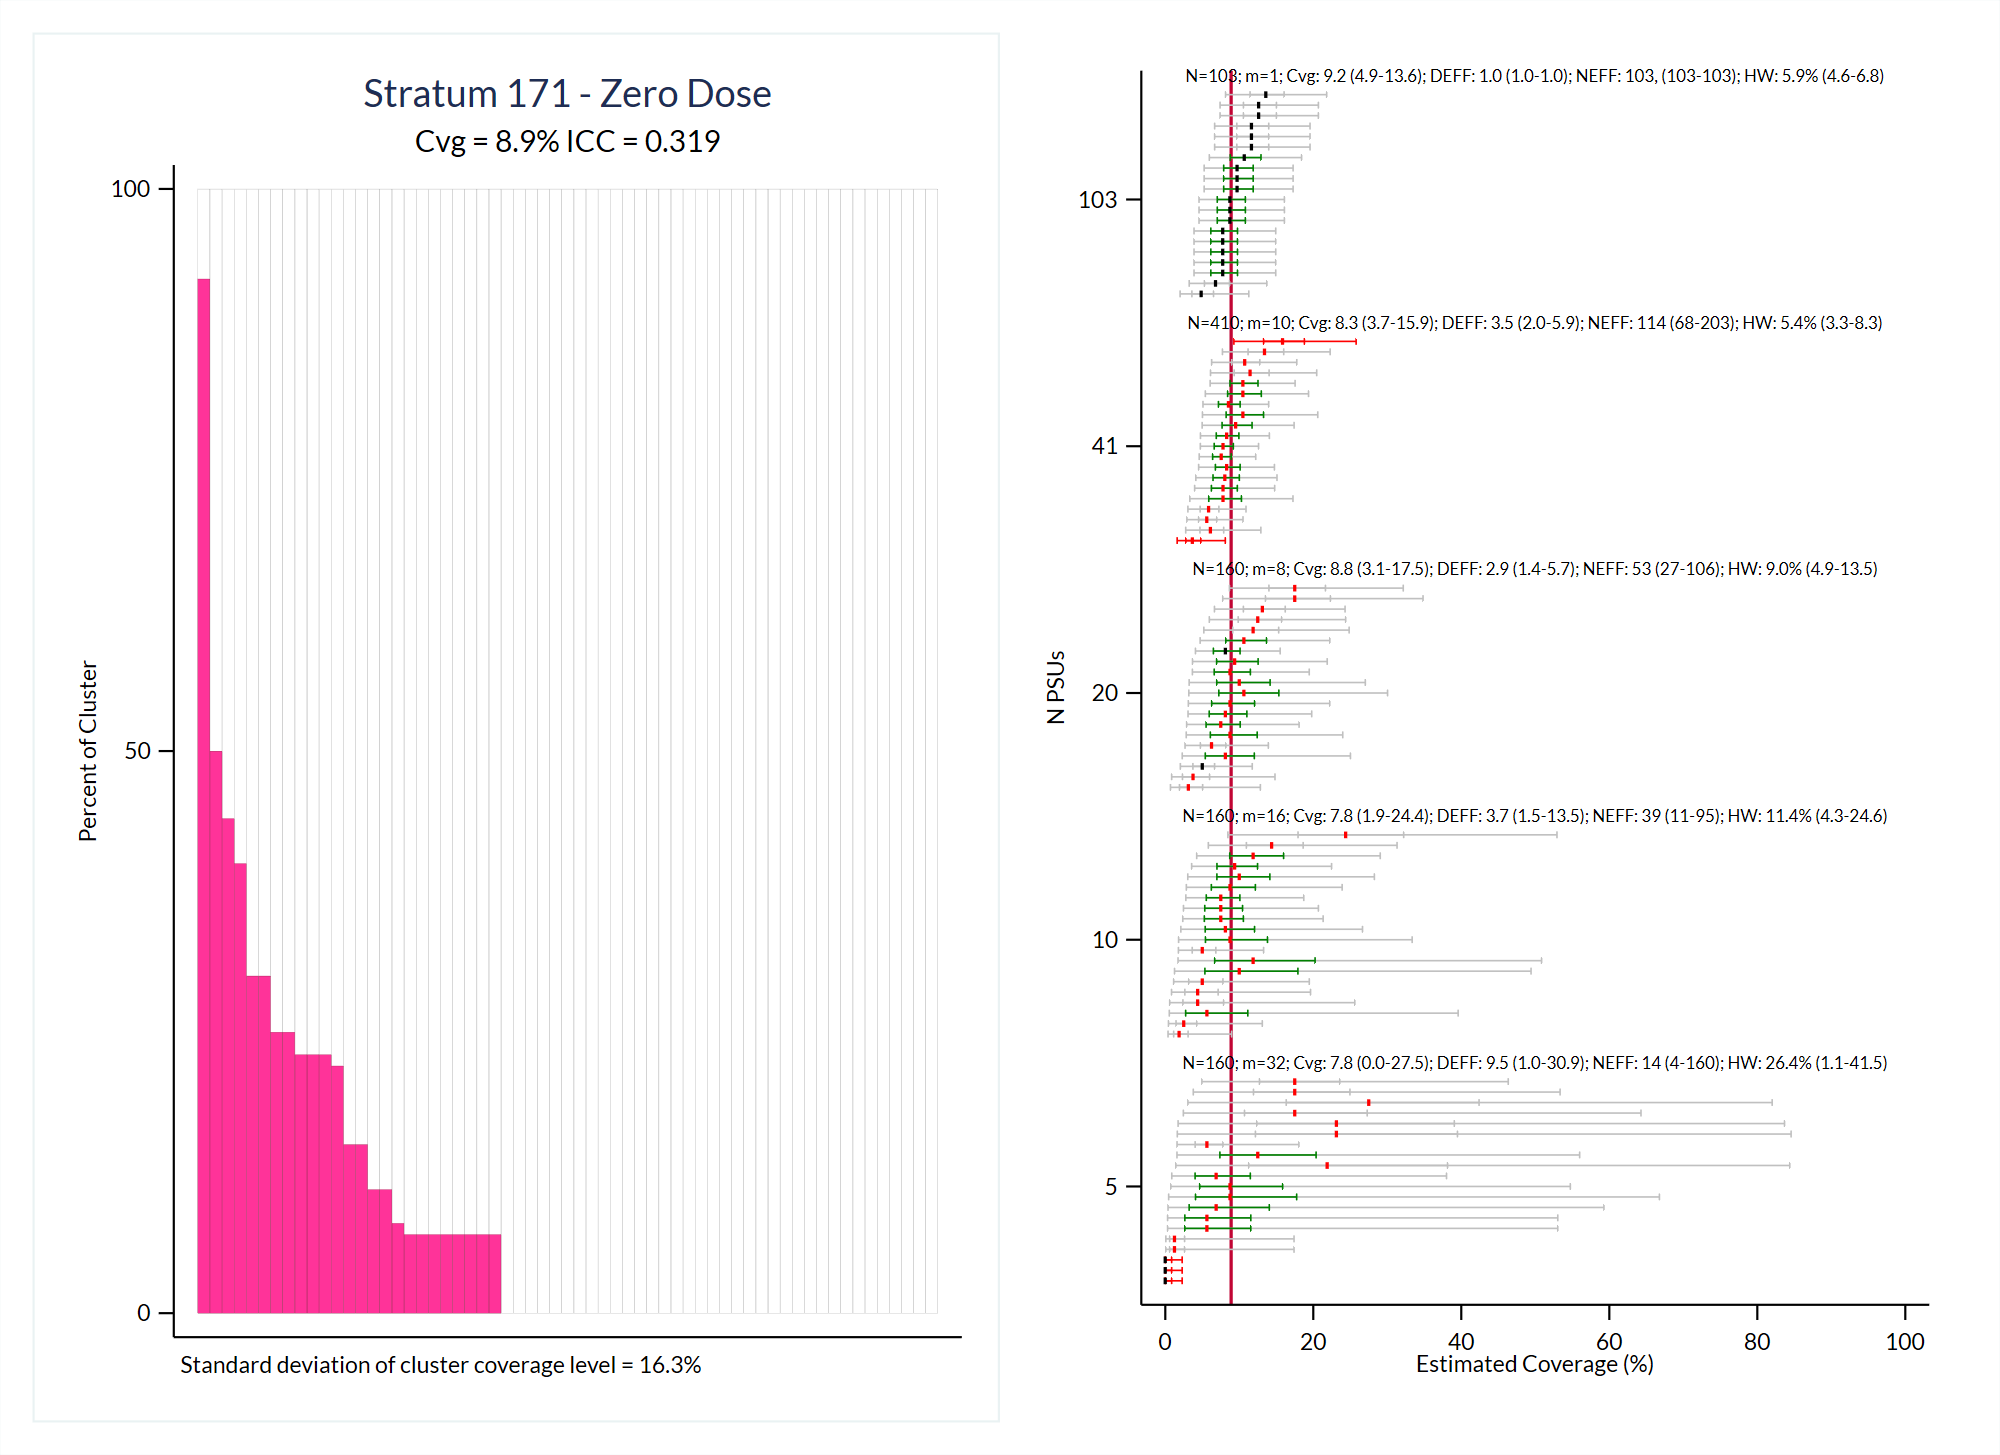 Stratum 171 - Zero Dose
Cvg = 8.9% ICC = 0.319
100
50
0
Percent of Cluster
Standard deviation of cluster coverage level = 16.3%
N=103; m=1; Cvg: 9.2 (4.9-13.6); DEFF: 1.0 (1.0-1.0); NEFF: 103, (103-103); HW: 5.9% (4.6-6.8)
103
N=410; m=10; Cvg: 8.3 (3.7-15.9); DEFF: 3.5 (2.0-5.9); NEFF: 114 (68-203); HW: 5.4% (3.3-8.3)
41
N=160; m=8; Cvg: 8.8 (3.1-17.5); DEFF: 2.9 (1.4-5.7); NEFF: 53 (27-106); HW: 9.0% (4.9-13.5)
20
N=160; m=16; Cvg: 7.8 (1.9-24.4); DEFF: 3.7 (1.5-13.5); NEFF: 39 (11-95); HW: 11.4% (4.3-24.6)
10
N=160; m=32; Cvg: 7.8 (0.0-27.5); DEFF: 9.5 (1.0-30.9); NEFF: 14 (4-160); HW: 26.4% (1.1-41.5)
5
N PSUs
0 20 40 60 80 100
Estimated Coverage (%)